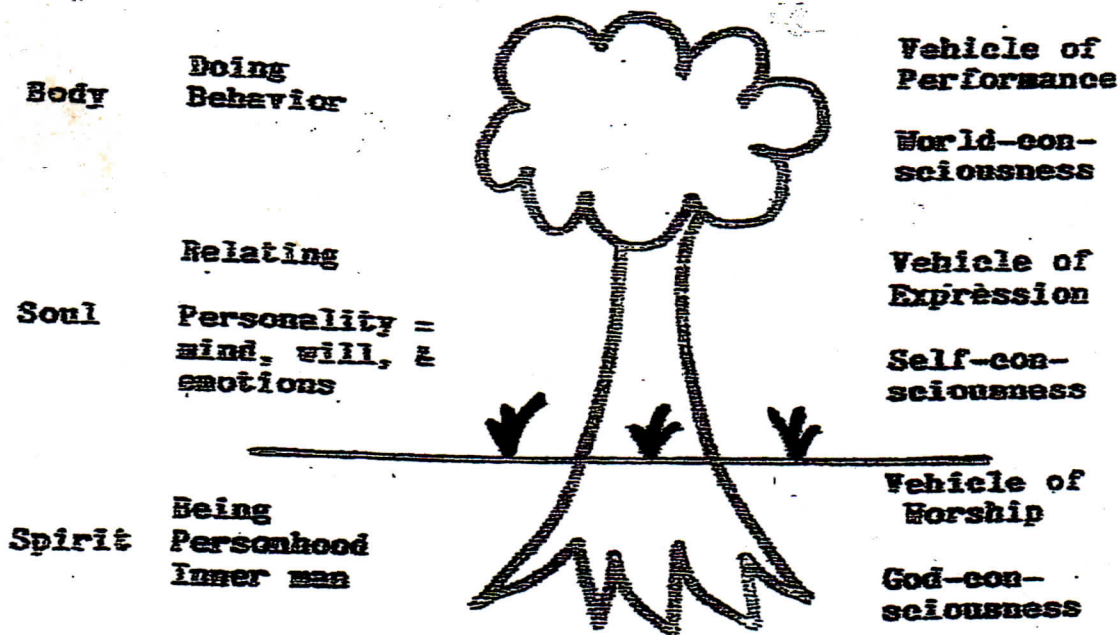 Body
Doing
Behavior
Vehicle of
Performance
World-con-
sciousness
Soul
Relating
Personality =
mind, will, &
emotions
Vehicle of
Expression
Self-con-
sciousness
Spirit
Being
Personhood
Inner man
Vehicle of
Worship
God-con-
sciousness